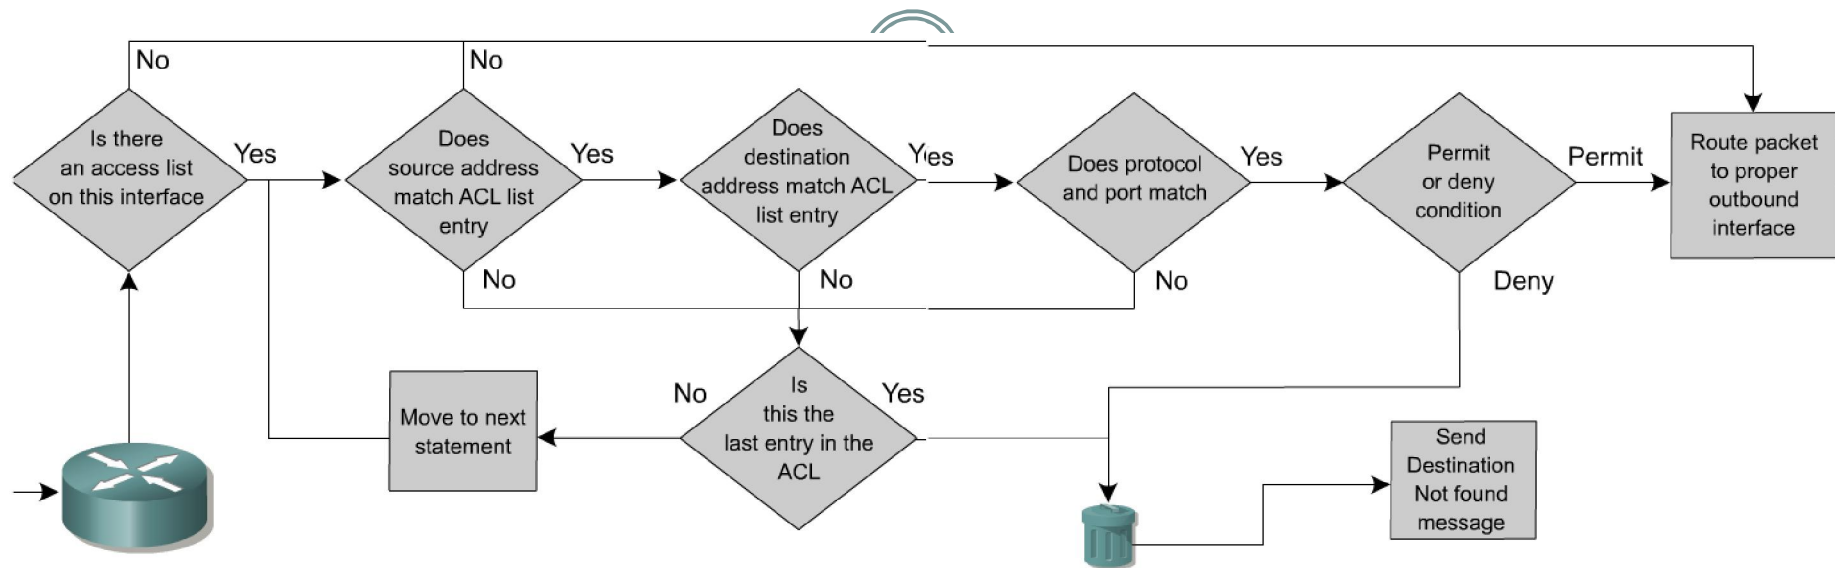 No
No
Is there
an access list
on this interface
Yes
Does
source address
match ACL list
entry
Yes
Does
destination
address match ACL
list entry
Yes
Does protocol
and port match
Yes
Permit
or deny
condition
Permit
Route packet
to proper
outbound
interface
No
No
No
Deny
Move to next
statement
No
Is
this the
last entry in the
ACL
Yes
Send
Destination
Not found
message